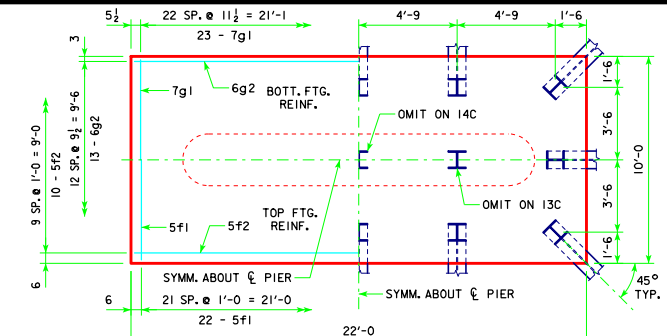 5½
22 SP. @ 11½ = 21'-1
23 - 7g1
4'-9
4'-9
1'-6
3
7g1
6g2
BOTT. FTG.
REINF.
1'-6
OMIT ON 14C
9 SP. @ 1'-0 = 9'-0
10 - 5f2
12 SP. @ 9½ = 9'-6
13 - 6g2
3'-6
10'-0
OMIT ON 13C
3'-6
5f1
5f2
TOP FTG.
REINF.
1'-6
6
SYMM. ABOUT ℄ PIER
45°
TYP.
6
21 SP. @ 1'-0 = 21'-0
SYMM. ABOUT ℄ PIER
22 - 5f1
22'-0